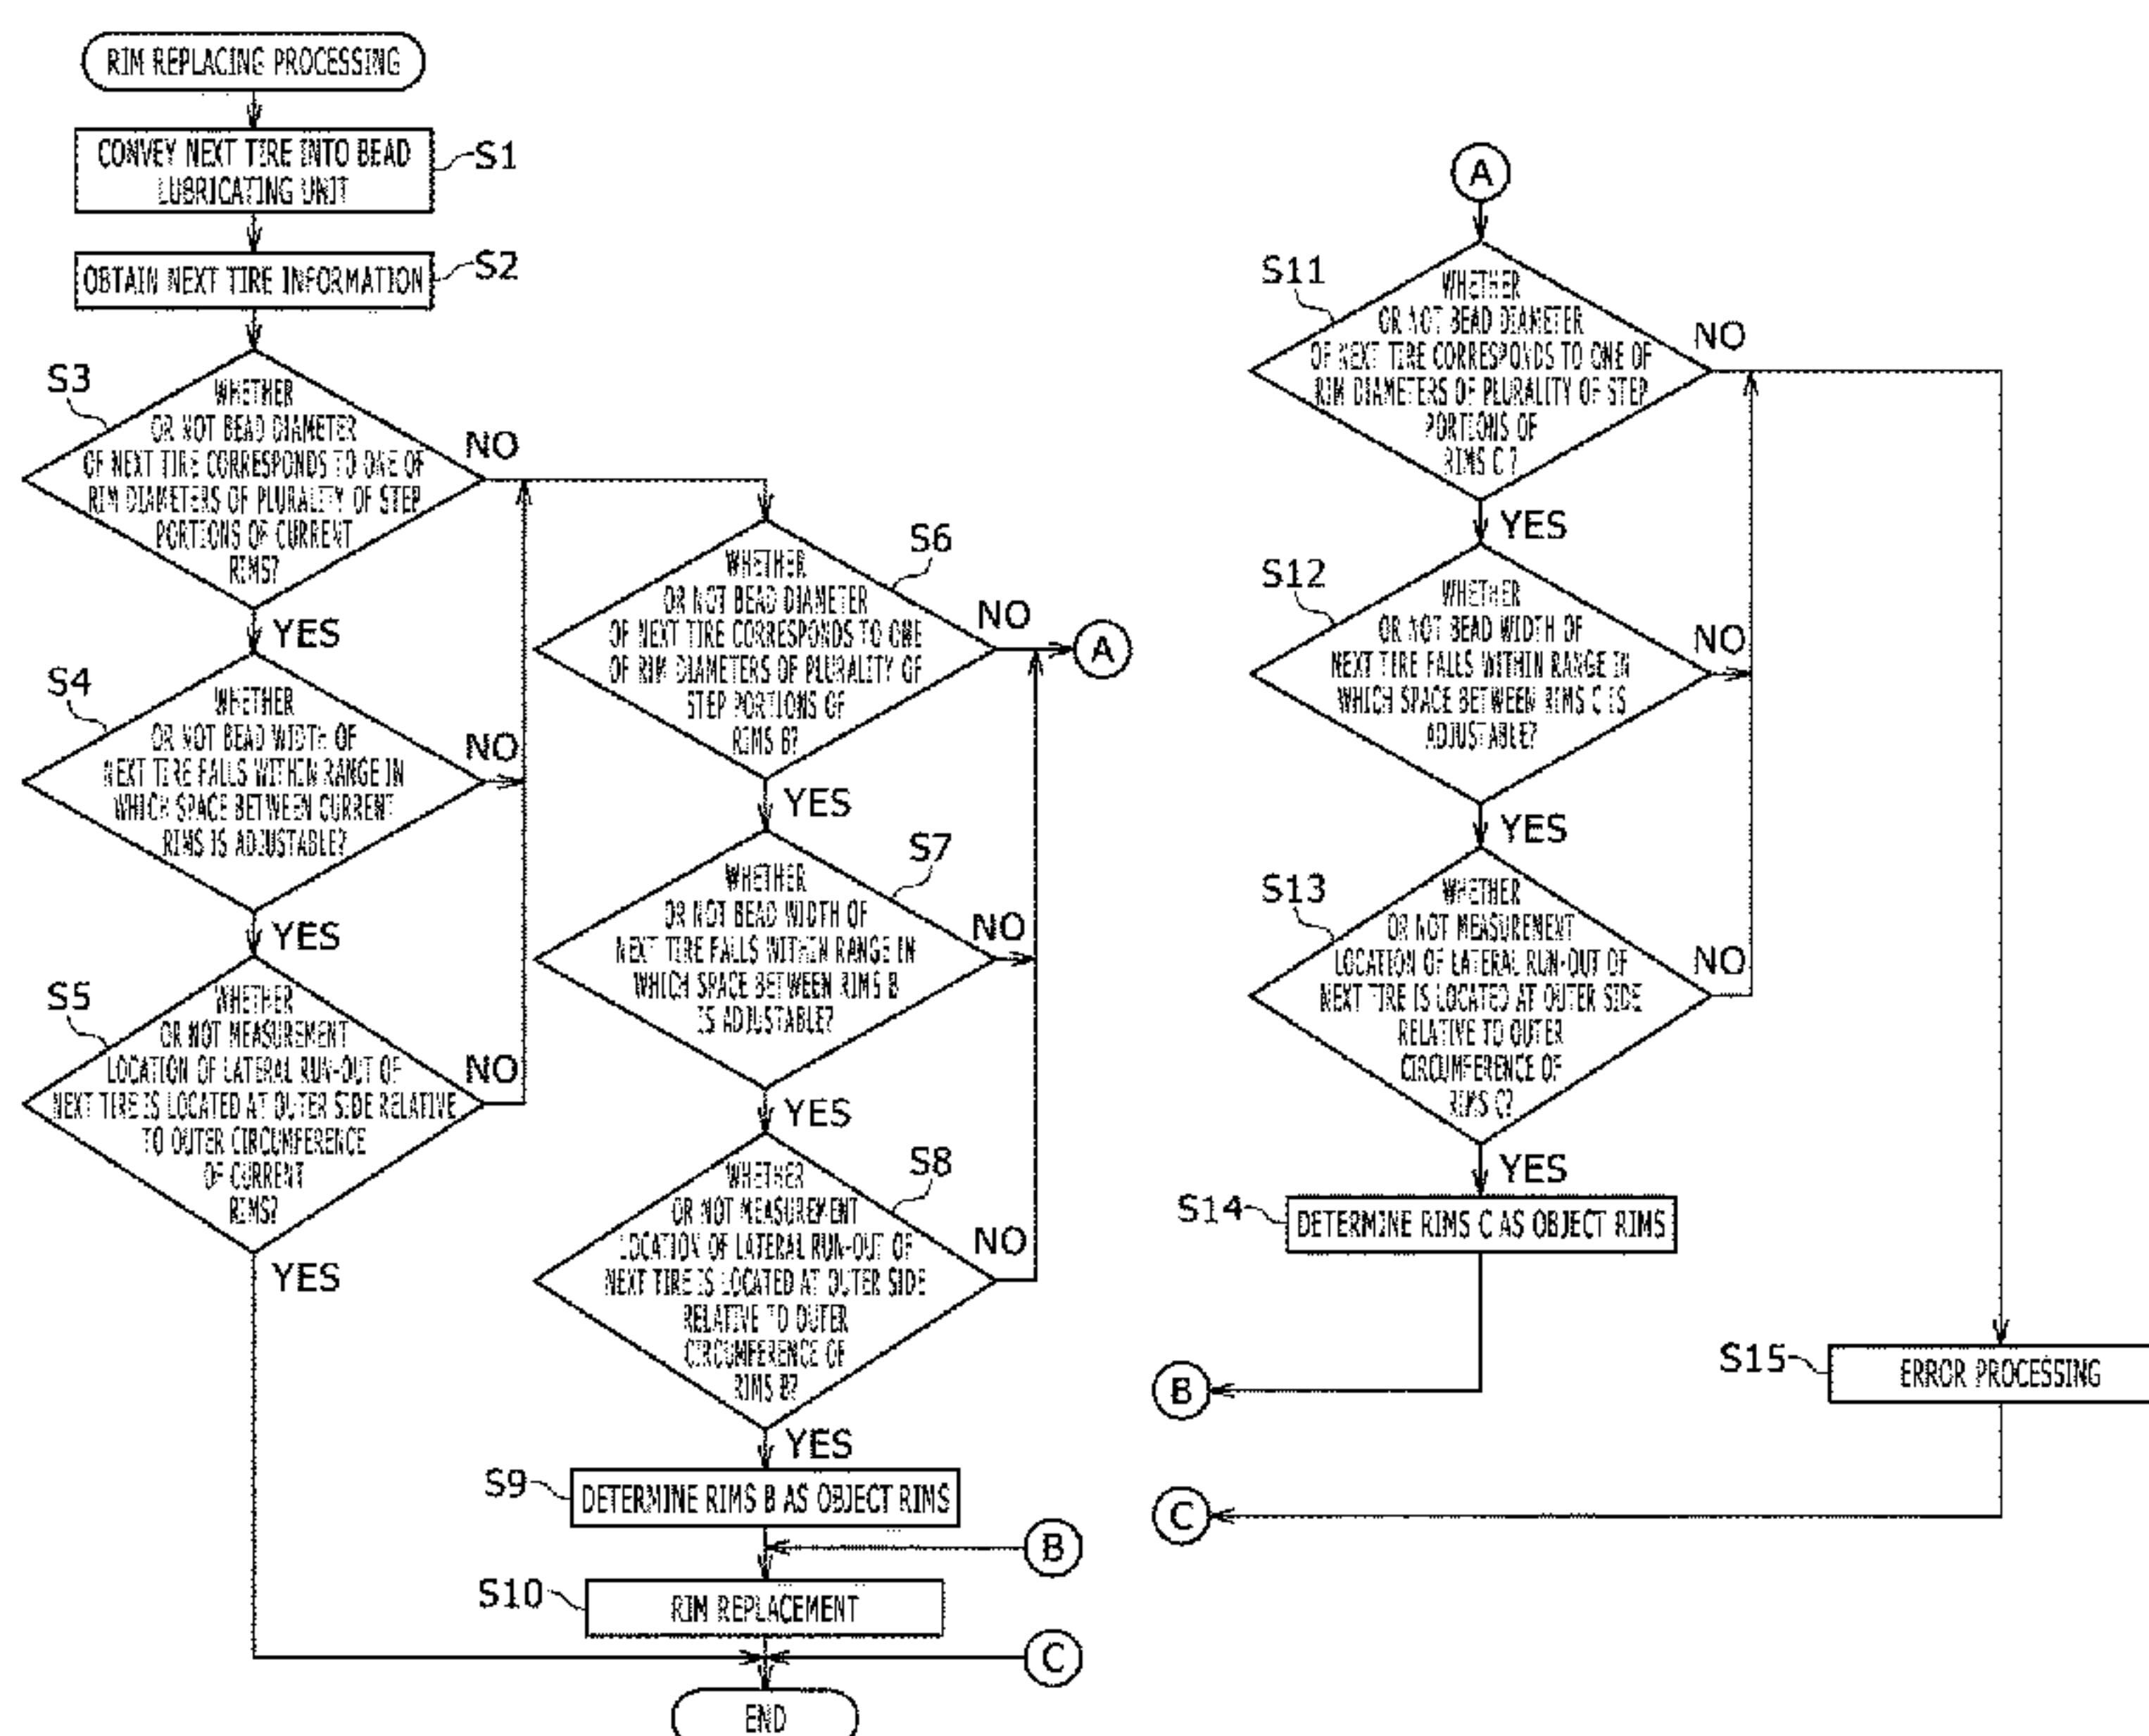 RIM REPLACING PROCESSING
CONVEY NEXT TIRE INTO BEAD
LUBRICATING UNIT
S1
OBTAIN NEXT TIRE INFORMATION
S2
S3
WHETHER
OR NOT BEAD DIAMETER
OF NEXT TIRE CORRESPONDS TO ONE OF
RIM DIAMETERS OF PLURALITY OF STEP
PORTIONS OF CURRENT
RIMS?
NO
YES
S4
WHETHER
OR NOT BEAD WIDTH OF
NEXT TIRE FALLS WITHIN RANGE IN
WHICH SPACE BETWEEN CURRENT
RIMS IS ADJUSTABLE?
NO
YES
S5
WHETHER
OR NOT MEASUREMENT
LOCATION OF LATERAL RUN-OUT OF
NEXT TIRE IS LOCATED AT OUTER SIDE RELATIVE
TO OUTER CIRCUMFERENCE
OF CURRENT
RIMS?
NO
YES
S6
WHETHER
OR NOT BEAD DIAMETER
OF NEXT TIRE CORRESPONDS TO ONE
OF RIM DIAMETERS OF PLURALITY OF
STEP PORTIONS OF
RIMS B?
NO
A
YES
S7
WHETHER
OR NOT BEAD WIDTH OF
NEXT TIRE FALLS WITHIN RANGE IN
WHICH SPACE BETWEEN RIMS B
IS ADJUSTABLE?
NO
YES
S8
WHETHER
OR NOT MEASUREMENT
LOCATION OF LATERAL RUN-OUT OF
NEXT TIRE IS LOCATED AT OUTER SIDE
RELATIVE TO OUTER
CIRCUMFERENCE OF
RIMS B?
NO
YES
S9
DETERMINE RIMS B AS OBJECT RIMS
B
S10
RIM REPLACEMENT
C
END
A
S11
WHETHER
OR NOT BEAD DIAMETER
OF NEXT TIRE CORRESPONDS TO ONE OF
RIM DIAMETERS OF PLURALITY OF STEP
PORTIONS OF
RIMS C?
NO
YES
S12
WHETHER
OR NOT BEAD WIDTH OF
NEXT TIRE FALLS WITHIN RANGE IN
WHICH SPACE BETWEEN RIMS C IS
ADJUSTABLE?
NO
YES
S13
WHETHER
OR NOT MEASUREMENT
LOCATION OF LATERAL RUN-OUT OF
NEXT TIRE IS LOCATED AT OUTER SIDE
RELATIVE TO OUTER
CIRCUMFERENCE OF
RIMS C?
NO
YES
S14
DETERMINE RIMS C AS OBJECT RIMS
B
S15
ERROR PROCESSING
C